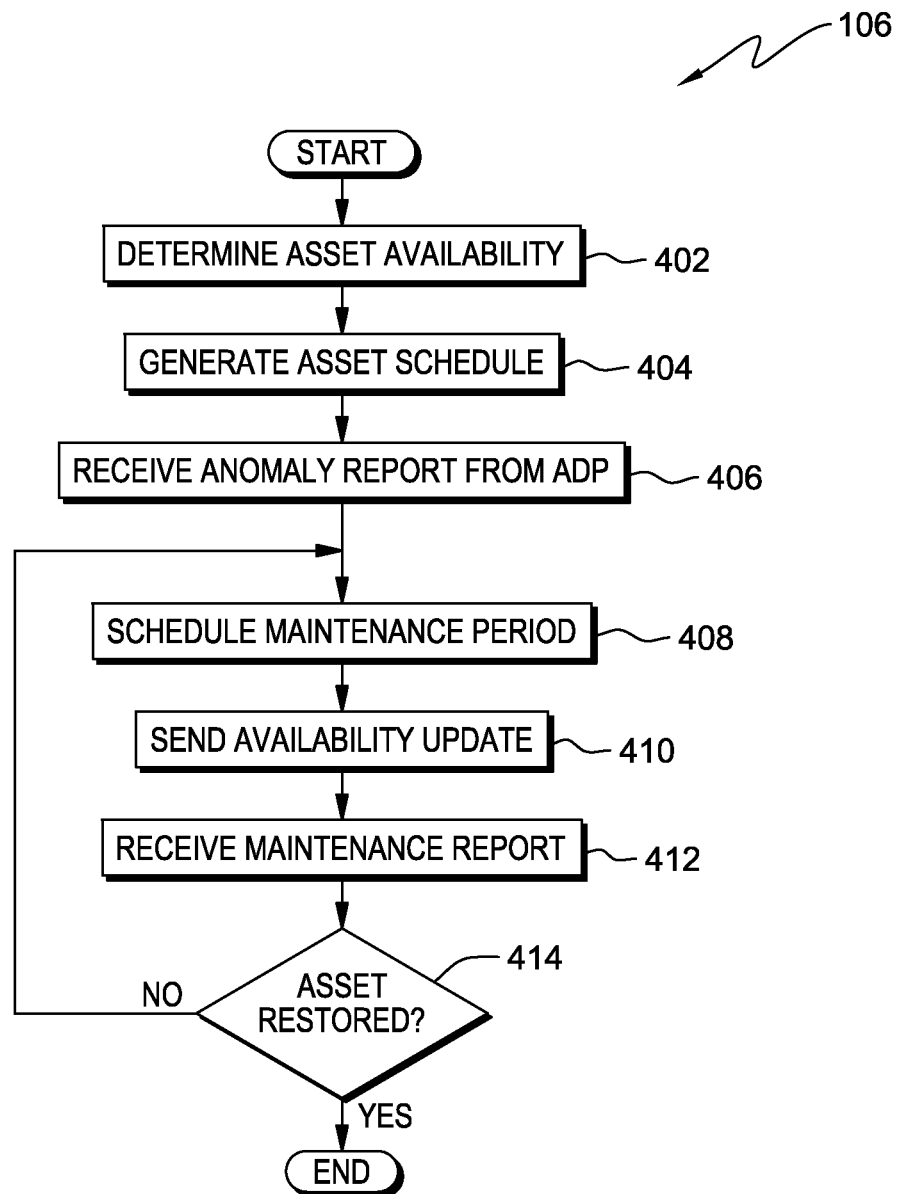 106
START
DETERMINE ASSET AVAILABILITY
402
GENERATE ASSET SCHEDULE
404
RECEIVE ANOMALY REPORT FROM ADP
406
SCHEDULE MAINTENANCE PERIOD
408
SEND AVAILABILITY UPDATE
410
RECEIVE MAINTENANCE REPORT
412
414
ASSET
RESTORED?
NO
YES
END